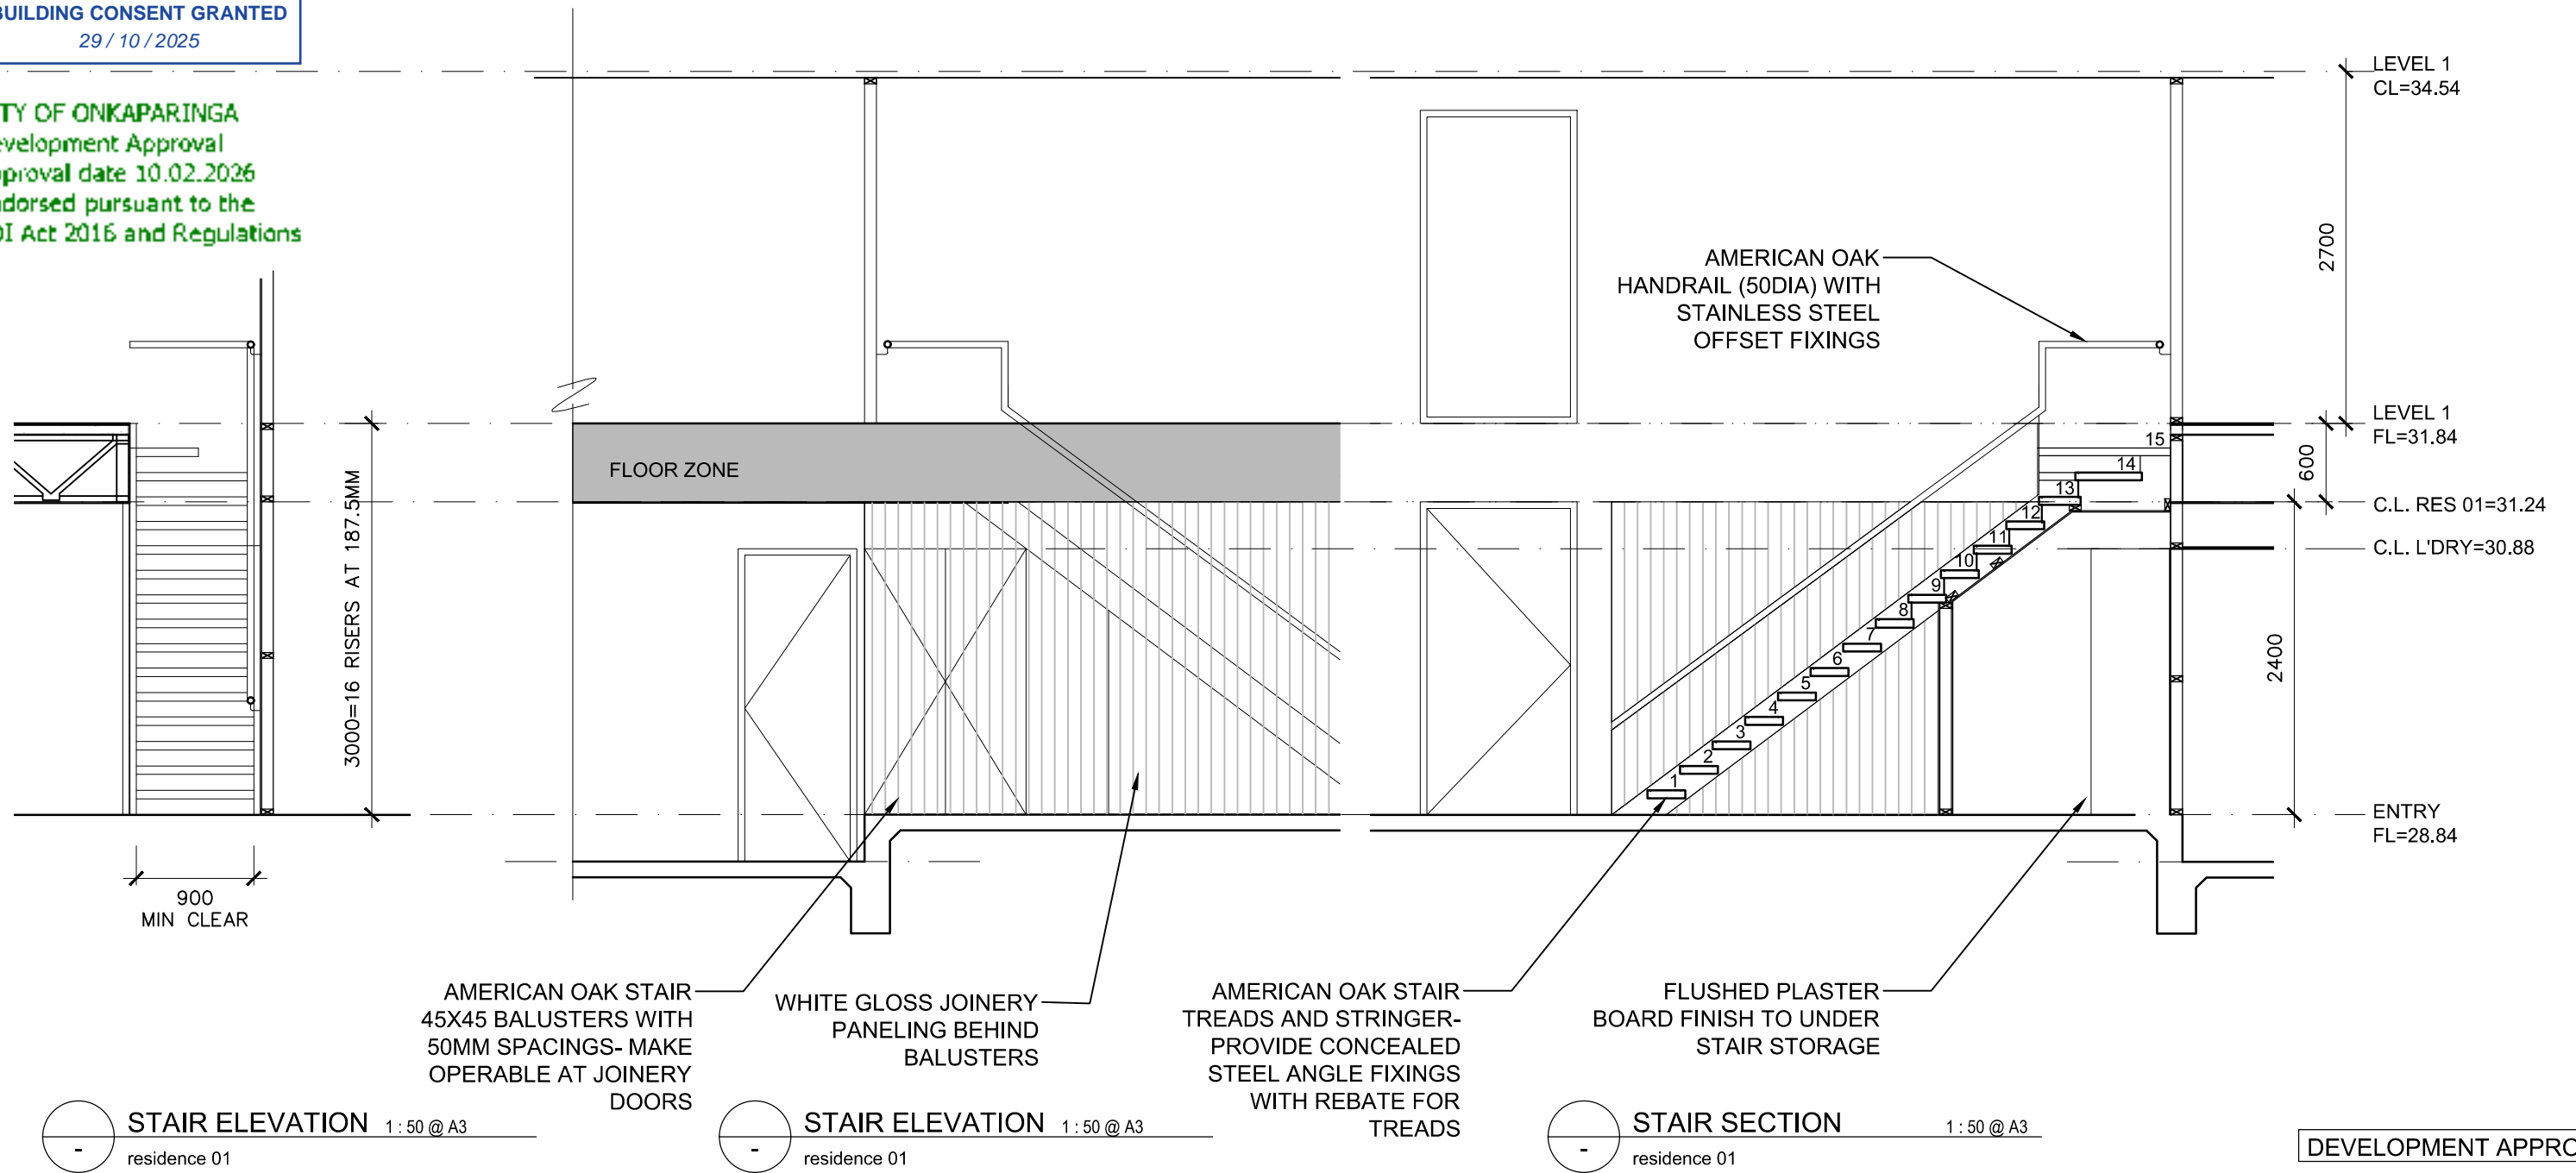 BUILDING CONSENT GRANTED
29 / 10 / 2025
TY OF ONKAPARINGA
evelopment Approval
pproval date 10.02.2026
ndorsed pursuant to the
DI Act 2016 and Regulations
3000=16 RISERS AT 187.5MM
900
MIN CLEAR
FLOOR ZONE
AMERICAN OAK
HANDRAIL (50DIA) WITH
STAINLESS STEEL
OFFSET FIXINGS
15
14
13
12
11
10
9
8
7
6
5
4
3
2
1
2700
600
2400
LEVEL 1
CL=34.54
LEVEL 1
FL=31.84
C.L. RES 01=31.24
C.L. L'DRY=30.88
ENTRY
FL=28.84
AMERICAN OAK STAIR
45X45 BALUSTERS WITH
50MM SPACINGS- MAKE
OPERABLE AT JOINERY
DOORS
WHITE GLOSS JOINERY
PANELING BEHIND
BALUSTERS
AMERICAN OAK STAIR
TREADS AND STRINGER-
PROVIDE CONCEALED
STEEL ANGLE FIXINGS
WITH REBATE FOR
TREADS
FLUSHED PLASTER
BOARD FINISH TO UNDER
STAIR STORAGE
- STAIR ELEVATION 1 : 50 @ A3
residence 01
- STAIR ELEVATION 1 : 50 @ A3
residence 01
- STAIR SECTION 1 : 50 @ A3
residence 01
DEVELOPMENT APPRO